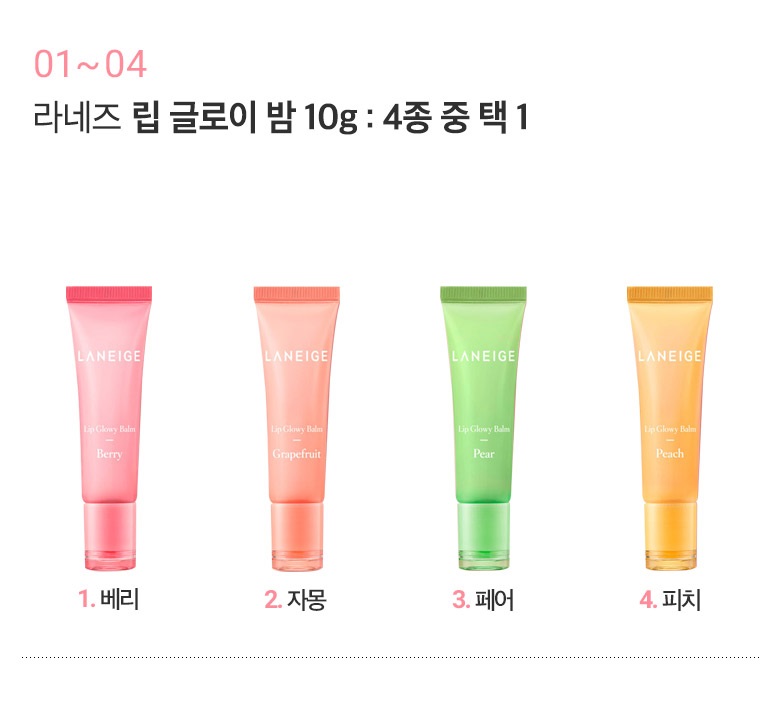 01~04
라네즈 립 글로이 밤 10g : 4종 중 택 1
LANEIGE
Lip Glowy Balm
Berry
LANEIGE
Lip Glowy Balm
Grapefruit
LANEIGE
Lip Glowy Balm
Pear
LANEIGE
Lip Glowy Balm
Peach
1. 베리
2. 자몽
3. 페어
4. 피치